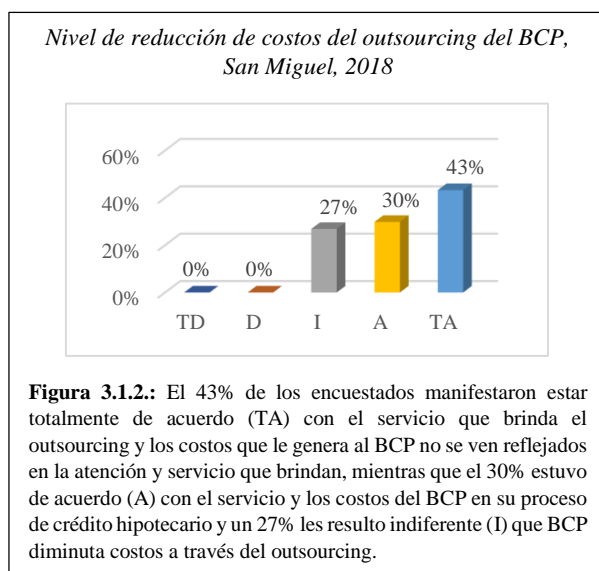 Nivel de reducción de costos del outsourcing del BCP,
San Miguel, 2018
60%
40%
20%
0%
0%
0%
27%
30%
43%
TD
D
I
A
TA
Figura 3.1.2.: El 43% de los encuestados manifestaron estar
totalmente de acuerdo (TA) con el servicio que brinda el
outsourcing y los costos que le genera al BCP no se ven reflejados
en la atención y servicio que brindan, mientras que el 30% estuvo
de acuerdo (A) con el servicio y los costos del BCP en su proceso
de crédito hipotecario y un 27% les resulto indiferente (I) que BCP
diminuta costos a través del outsourcing.